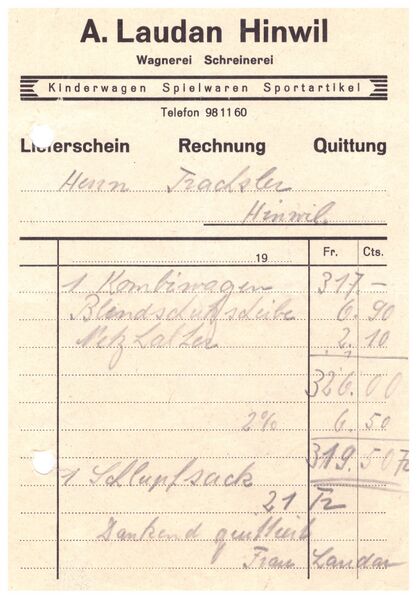 A. Laudan Hinwil
Wagnerei Schreinerei
Kinderwagen Spielwaren Sportartikel
Telefon 98 11 60
Lieferschein Rechnung Quittung
Herrn Trachsler
Hinwil
19 Fr. Cts.
1 Kombiwagen 317.–
Blendschutzscheibe 6.90
Netzhalter 2.10
326.00
2% 6.50
319.50
1 Schlupfsack
21 Fr
Dankend quittiert
Frau Laudan